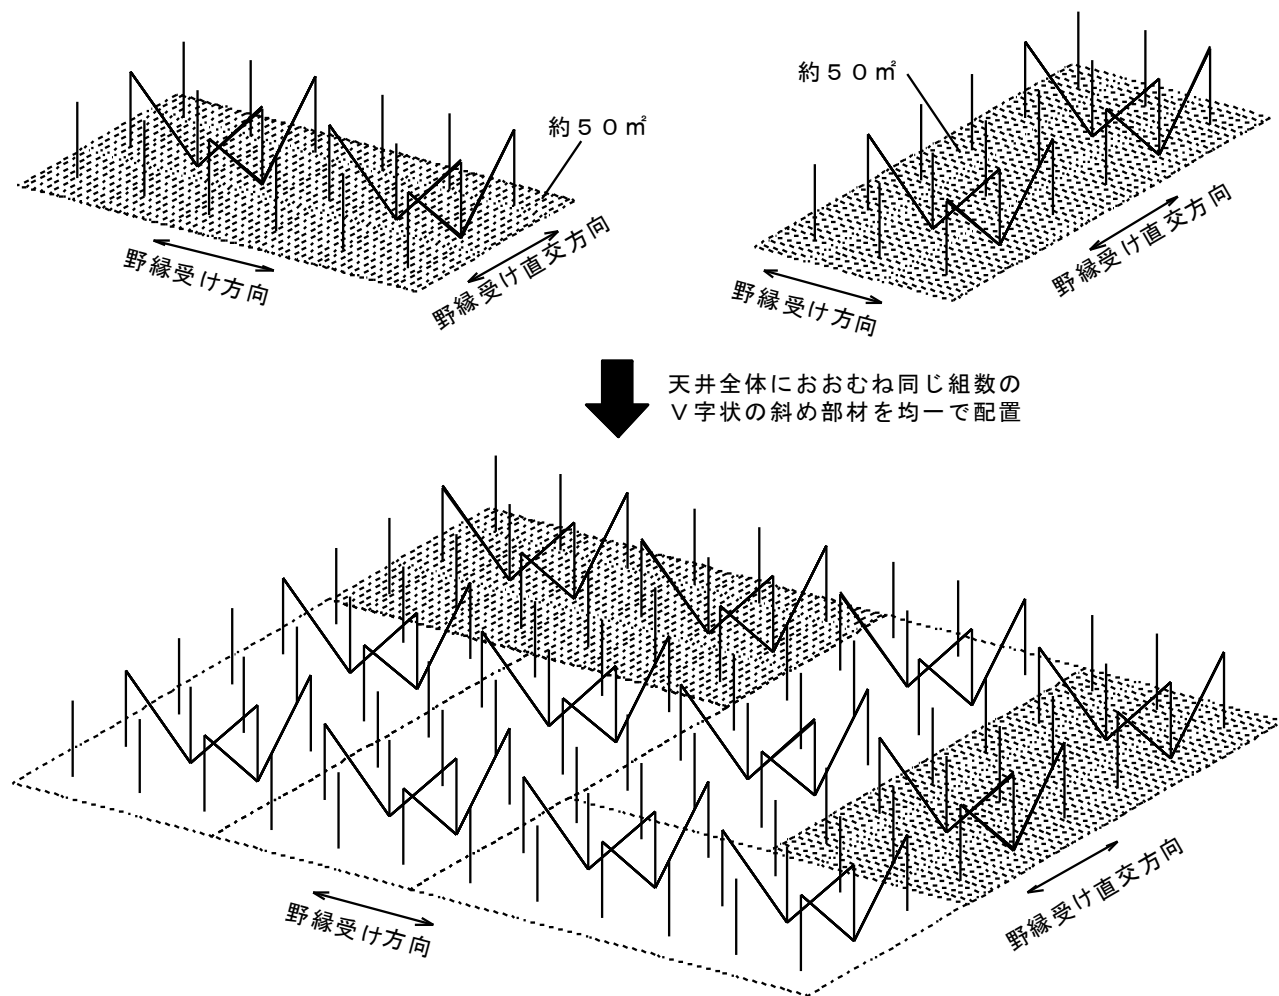 約５０㎡
約５０㎡
野縁受け方向
野縁受け直交方向
野縁受け方向
野縁受け直交方向
天井全体におおむね同じ組数の
Ｖ字状の斜め部材を均一で配置
野縁受け方向
野縁受け直交方向